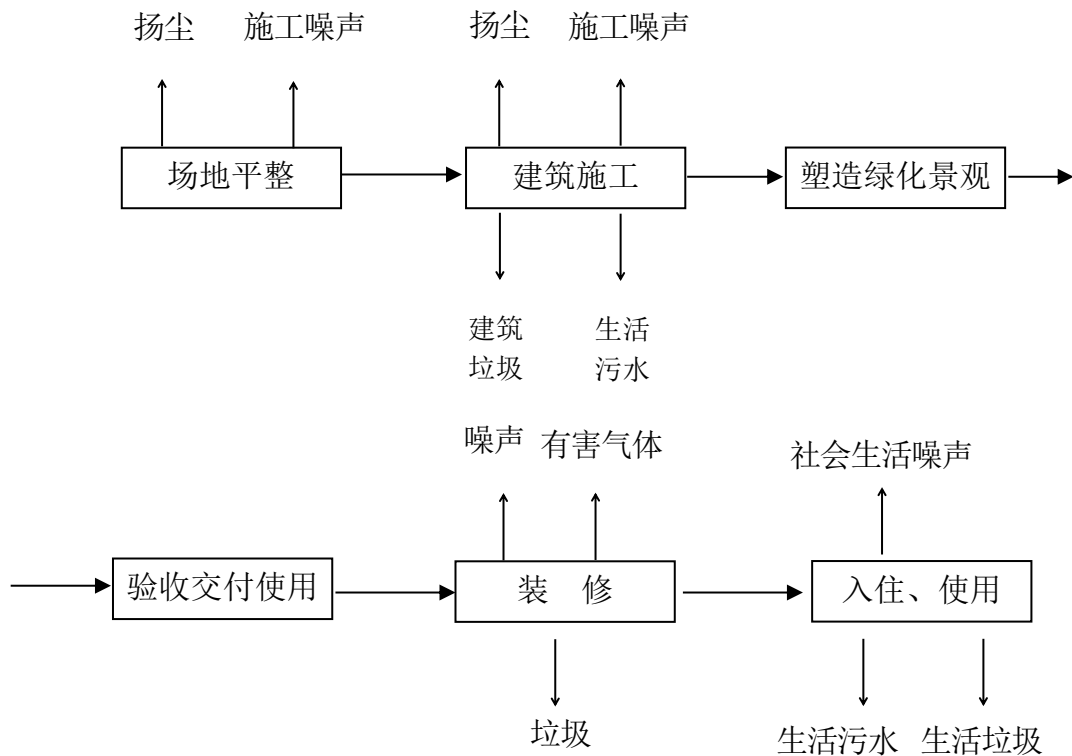 扬尘 施工噪声 扬尘 施工噪声
场地平整 建筑施工 塑造绿化景观
建筑 生活
垃圾 污水
噪声 有害气体 社会生活噪声
验收交付使用 装 修 入住、使用
垃圾 生活污水 生活垃圾